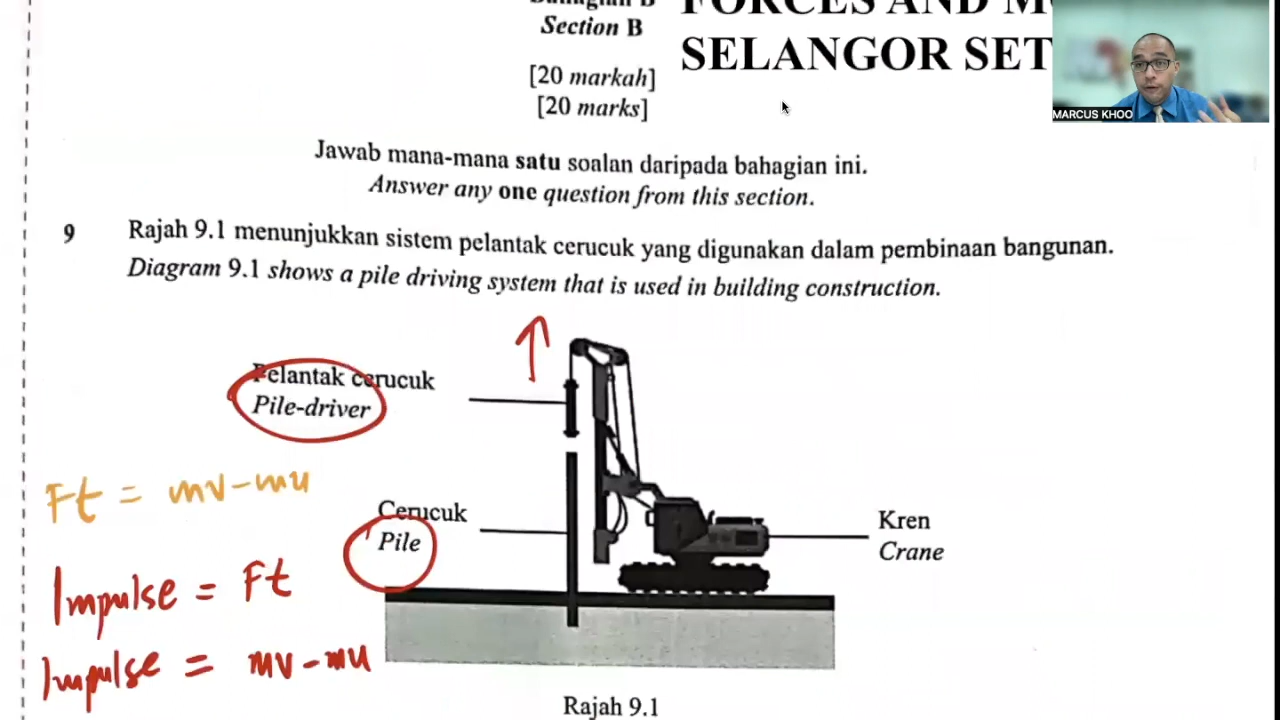 Section B
FORCES AND
SELANGOR SET
[20 markah]
[20 marks]
MARCUS KHOO
Jawab mana-mana satu soalan daripada bahagian ini.
Answer any one question from this section.
9 Rajah 9.1 menunjukkan sistem pelantak cerucuk yang digunakan dalam pembinaan bangunan.
Diagram 9.1 shows a pile driving system that is used in building construction.
Pelantak cerucuk
Pile-driver
Ft = mv-mu
Cerucuk
Pile
Kren
Crane
Impulse = Ft
Impulse = mv-mu
Rajah 9.1